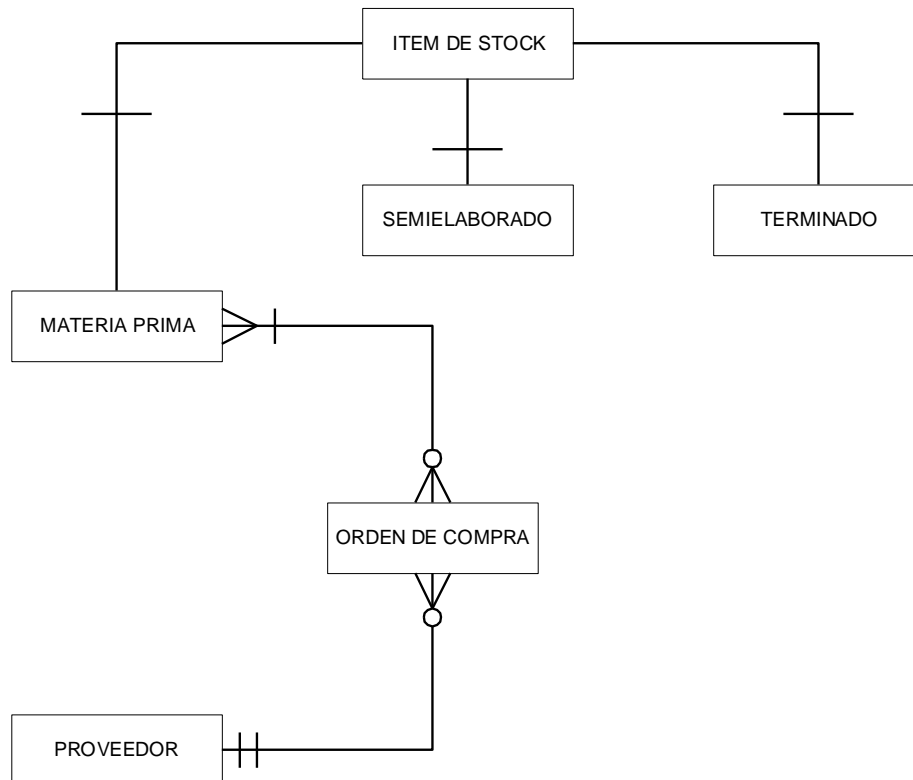 ITEM DE STOCK
SEMIELABORADO
TERMINADO
MATERIA PRIMA
ORDEN DE COMPRA
PROVEEDOR